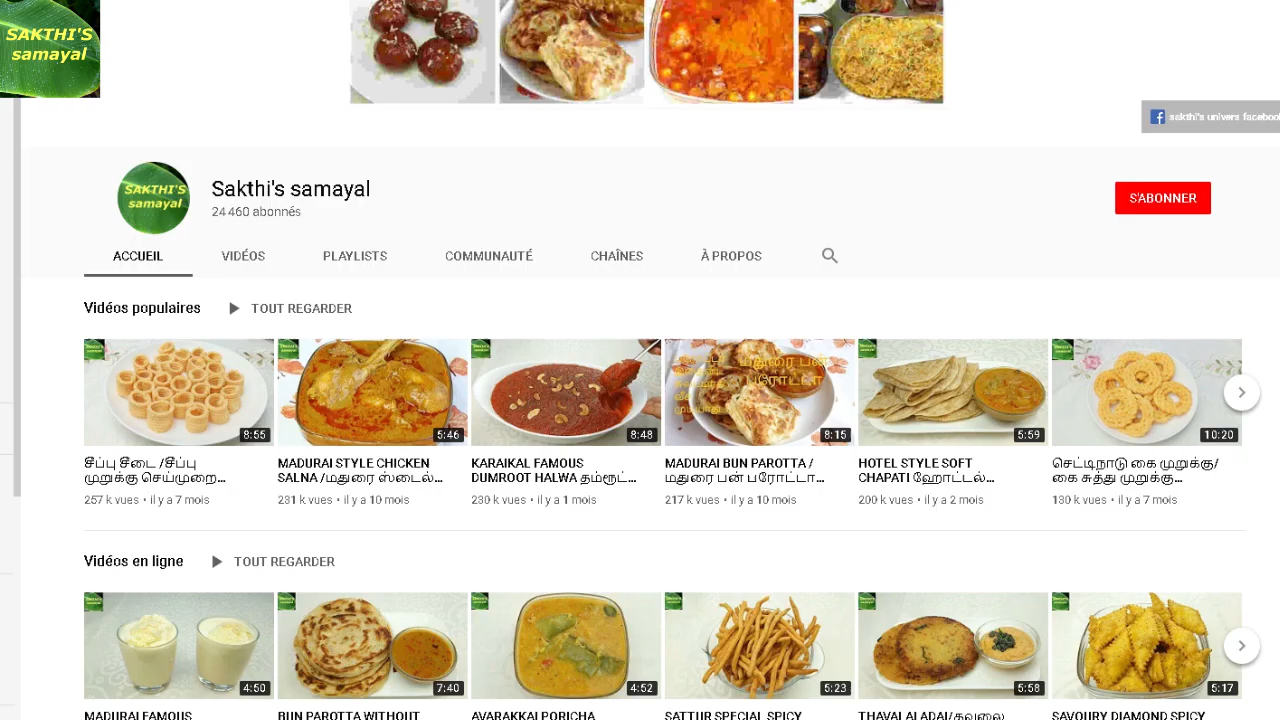 SAKTHI'S
samayal
sakthi's univers facebook
SAKTHI'S
samayal
Sakthi's samayal
24 460 abonnés
S'ABONNER
ACCUEIL VIDÉOS PLAYLISTS COMMUNAUTÉ CHAÎNES À PROPOS
Vidéos populaires TOUT REGARDER
மதுரை பன்
பரோட்டா
8:55 5:46 8:48 8:15 5:59 10:20
சீப்பு சீடை /சீப்பு
முறுக்கு செய்முறை...
257 k vues • il y a 7 mois
MADURAI STYLE CHICKEN
SALNA /மதுரை ஸ்டைல்...
231 k vues • il y a 10 mois
KARAIKAL FAMOUS
DUMROOT HALWA தம்ரூட்...
230 k vues • il y a 1 mois
MADURAI BUN PAROTTA /
மதுரை பன் பரோட்டா...
217 k vues • il y a 10 mois
HOTEL STYLE SOFT
CHAPATI ஹோட்டல்...
200 k vues • il y a 2 mois
செட்டிநாடு கை முறுக்கு/
கை சுத்து முறுக்கு...
130 k vues • il y a 7 mois
Vidéos en ligne TOUT REGARDER
4:50 7:40 4:52 5:23 5:58 5:17
MADURAI FAMOUS
BUN PAROTTA WITHOUT
AVARAKKAI PORICHA
SATTUR SPECIAL SPICY
THAVALAI ADAI/தவலை
SAVOURY DIAMOND SPICY